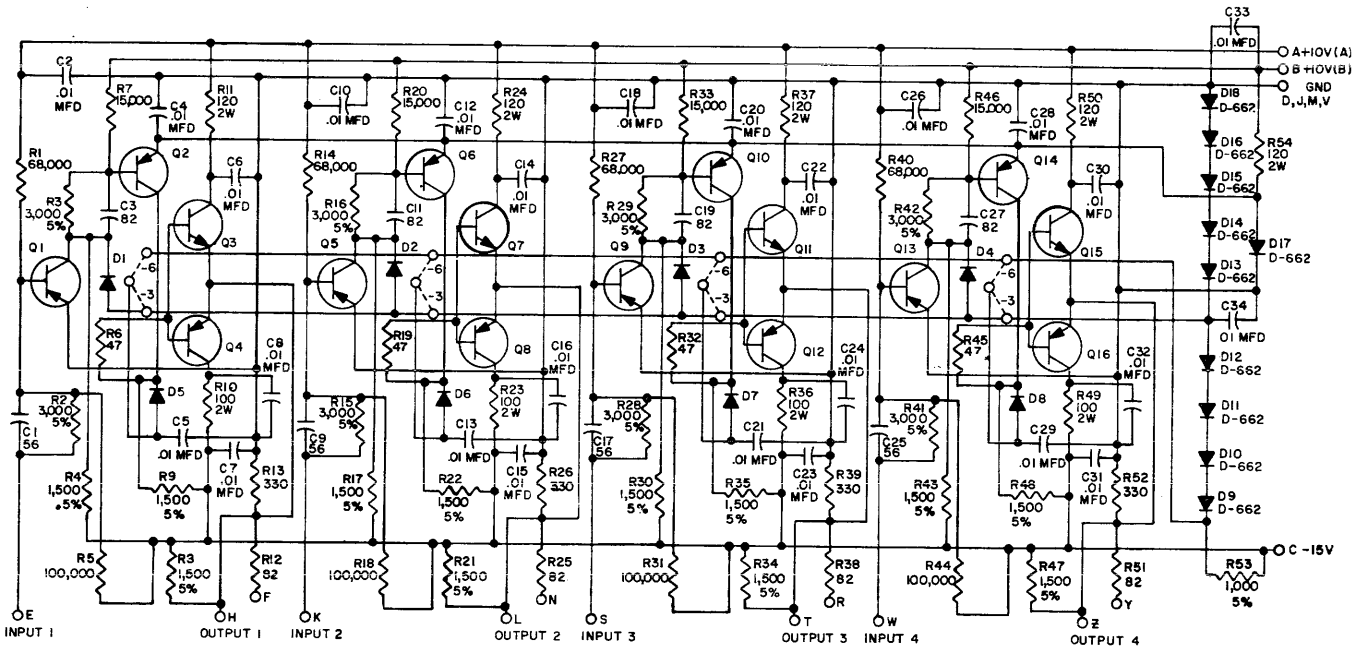 C33
.01 MFD
A+10V(A)
B+10V(B)
GND
D,J,M,V
C2
.01
MFD
R7
15,000
C4
.01
MFD
R11
120
2W
C10
.01
MFD
R20
15,000
C12
.01
MFD
R24
120
2W
C18
.01
MFD
R33
15,000
C20
.01
MFD
R37
120
2W
C26
.01
MFD
R46
15,000
C28
.01
MFD
R50
120
2W
D18
D-662
D16
D-662
R54
120
2W
D15
D-662
D14
D-662
D17
D-662
D13
D-662
R1
68,000
Q2
C6
.01
MFD
R14
68,000
Q6
C14
.01
MFD
R27
68,000
Q10
C22
.01
MFD
R40
68,000
Q14
C30
.01
MFD
R3
3,000
5%
C3
82
R16
3,000
5%
C11
82
R29
3,000
5%
C19
82
R42
3,000
5%
C27
82
Q1
D1
Q3
Q5
D2
Q7
Q9
D3
Q11
Q13
D4
Q15
-6
-3
-6
-3
-6
-3
-6
-3
C34
.01 MFD
R6
47
Q4
C8
.01
MFD
R19
47
Q8
C16
.01
MFD
R32
47
Q12
C24
.01
MFD
R45
47
Q16
C32
.01
MFD
D12
D-662
D11
D-662
D10
D-662
D9
D-662
D5
R10
100
2W
D6
R23
100
2W
D7
R36
100
2W
D8
R49
100
2W
R2
3,000
5%
C1
56
C5
.01 MFD
R15
3,000
5%
C9
56
C13
.01 MFD
R28
3,000
5%
C17
56
C21
.01 MFD
R41
3,000
5%
C25
56
C29
.01 MFD
R4
1,500
.5%
R9
1,500
5%
C7
.01
MFD
R13
330
R17
1,500
5%
R22
1,500
5%
C15
.01
MFD
R26
330
R30
1,500
5%
R35
1,500
5%
C23
.01
MFD
R39
330
R43
1,500
5%
R48
1,500
5%
C31
.01
MFD
R52
330
C -15V
R5
100,000
R3
1,500
5%
R12
82
F
R18
100,000
R21
1,500
5%
R25
82
N
R31
100,000
R34
1,500
5%
R38
82
R
R44
100,000
R47
1,500
5%
R51
82
Y
R53
1,000
5%
E
INPUT 1
H
OUTPUT 1
K
INPUT 2
L
OUTPUT 2
S
INPUT 3
T
OUTPUT 3
W
INPUT 4
Z
OUTPUT 4